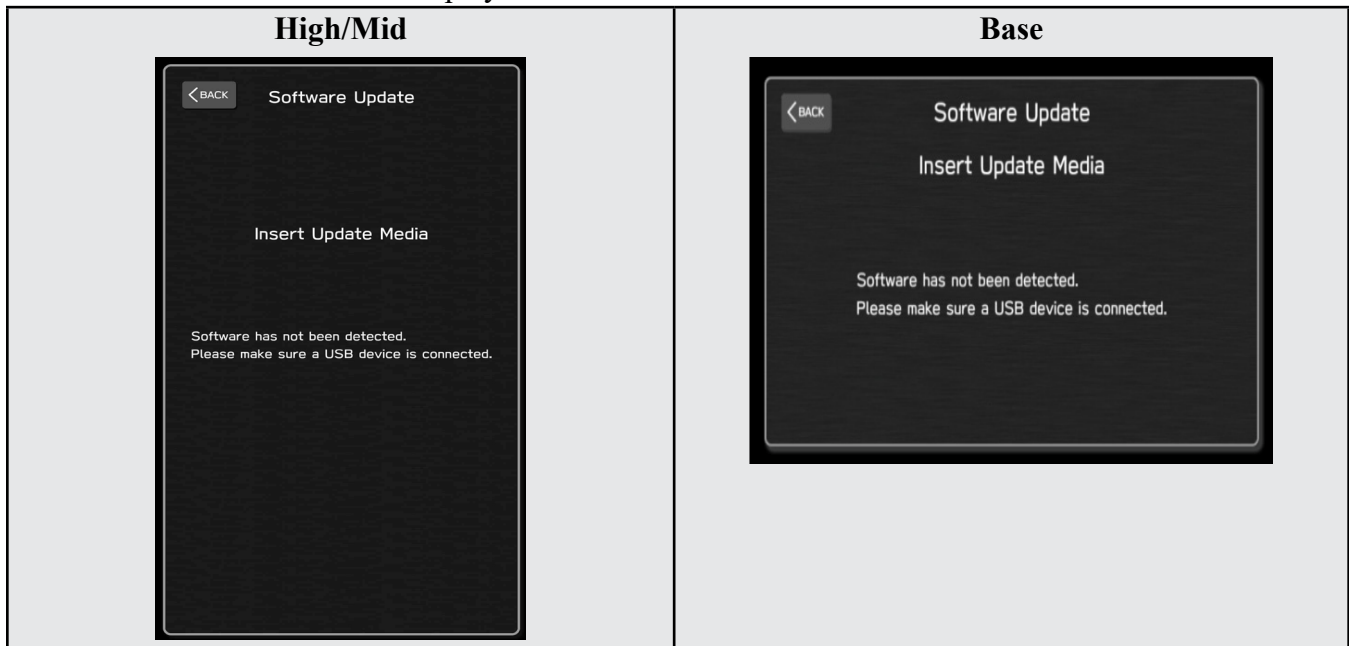 High/Mid
Base
BACK
Software Update
Insert Update Media
Software has not been detected.
Please make sure a USB device is connected.
BACK
Software Update
Insert Update Media
Software has not been detected.
Please make sure a USB device is connected.